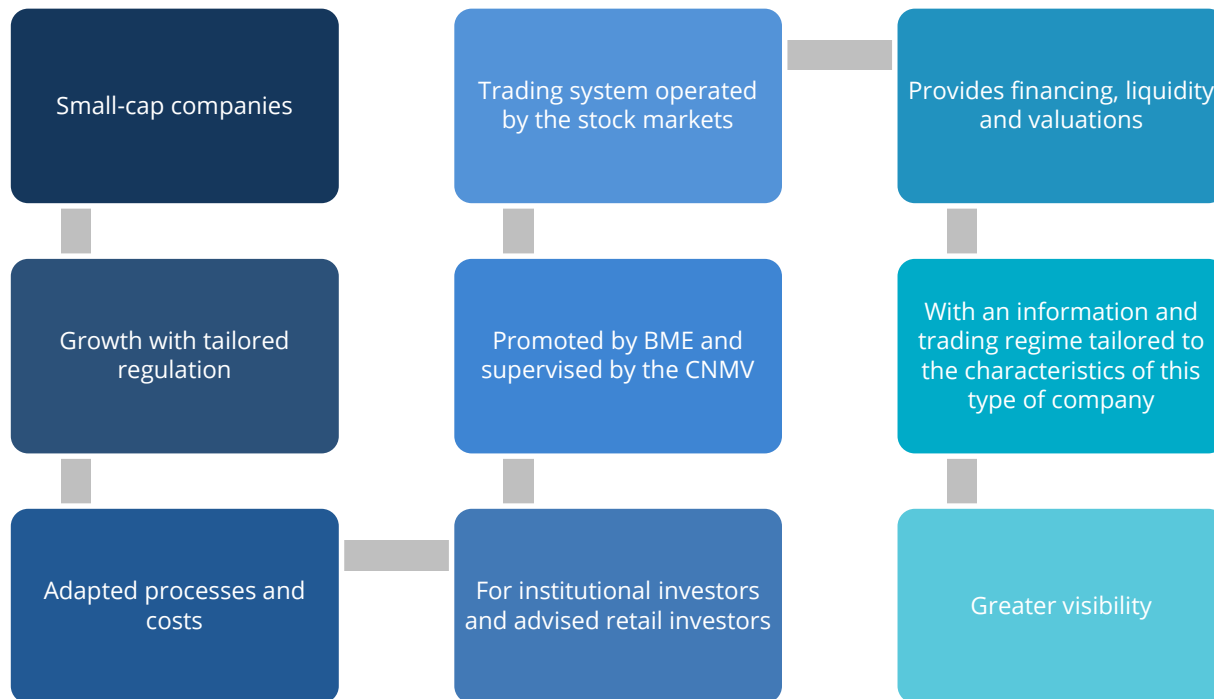 Small-cap companies
Growth with tailored
regulation
Adapted processes and
costs
For institutional investors
and advised retail investors
Promoted by BME and
supervised by the CNMV
Trading system operated
by the stock markets
Provides financing, liquidity
and valuations
With an information and
trading regime tailored to
the characteristics of this
type of company
Greater visibility